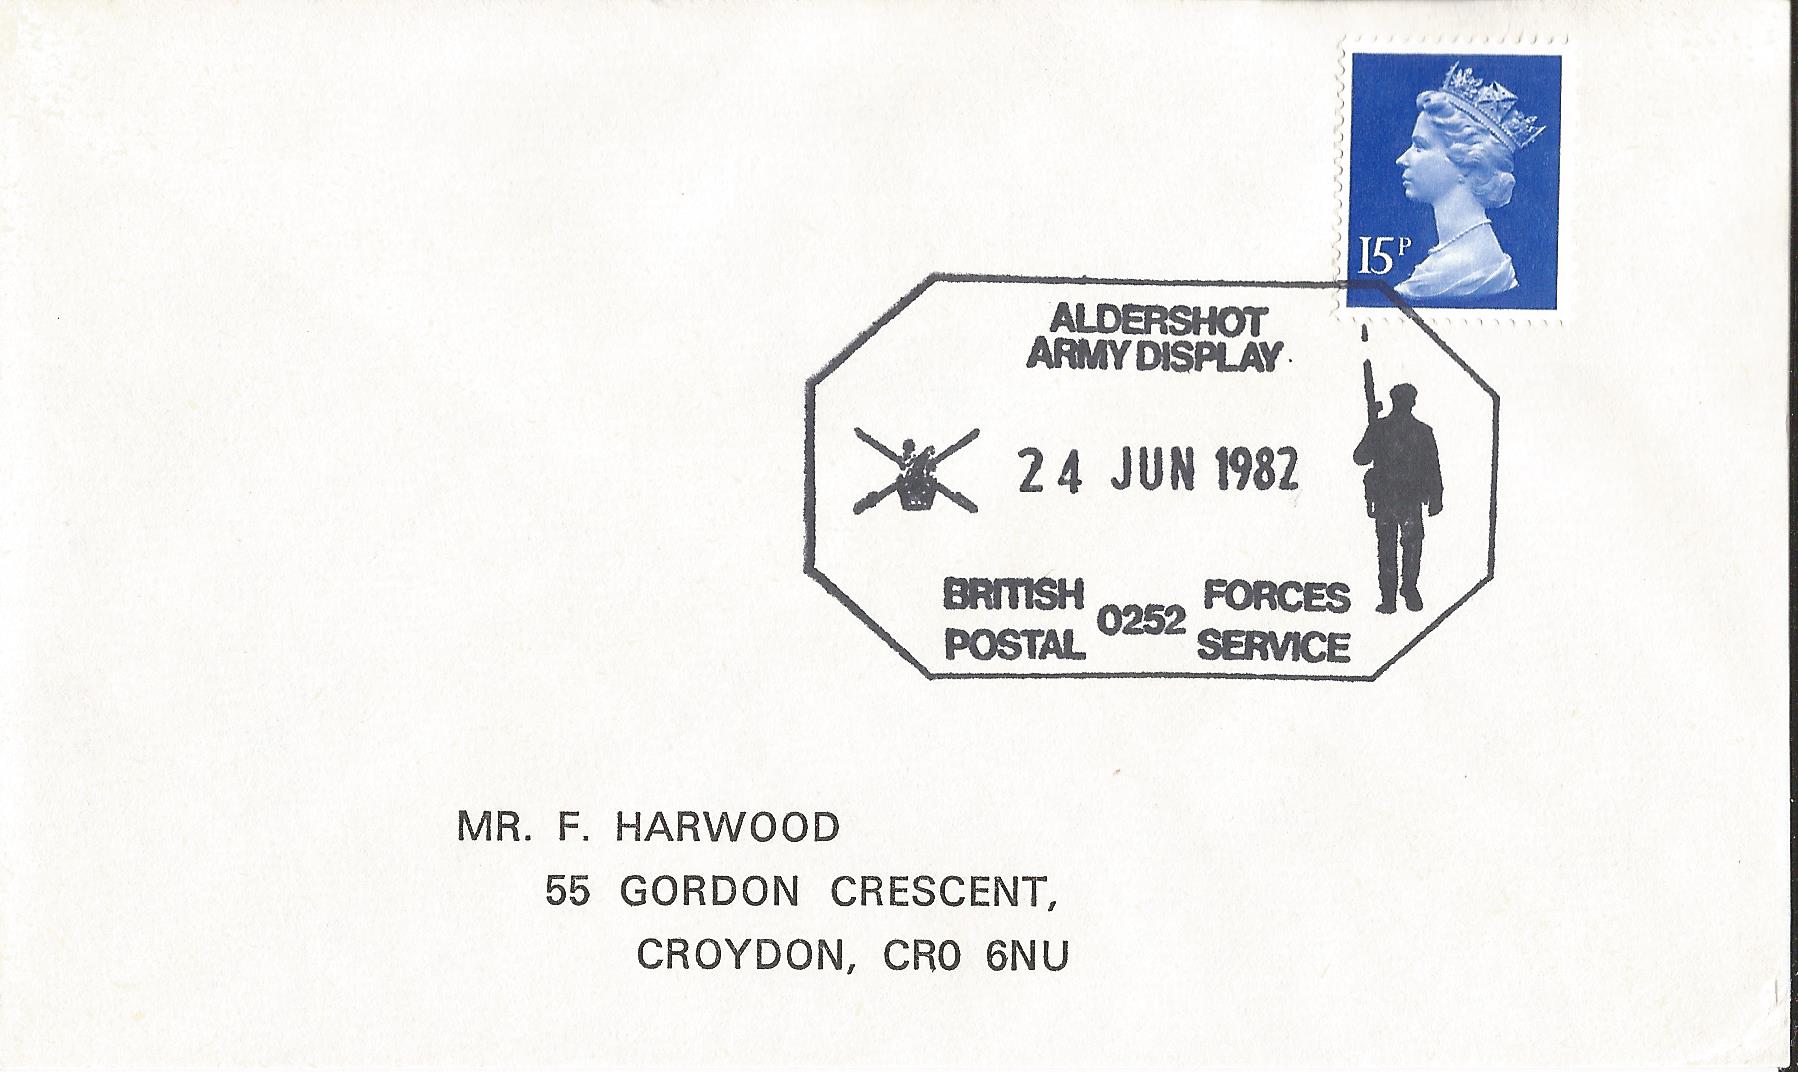 15P
ALDERSHOT
ARMY DISPLAY
24 JUN 1982
BRITISH FORCES
0252
POSTAL SERVICE
MR. F. HARWOOD
55 GORDON CRESCENT,
CROYDON, CR0 6NU